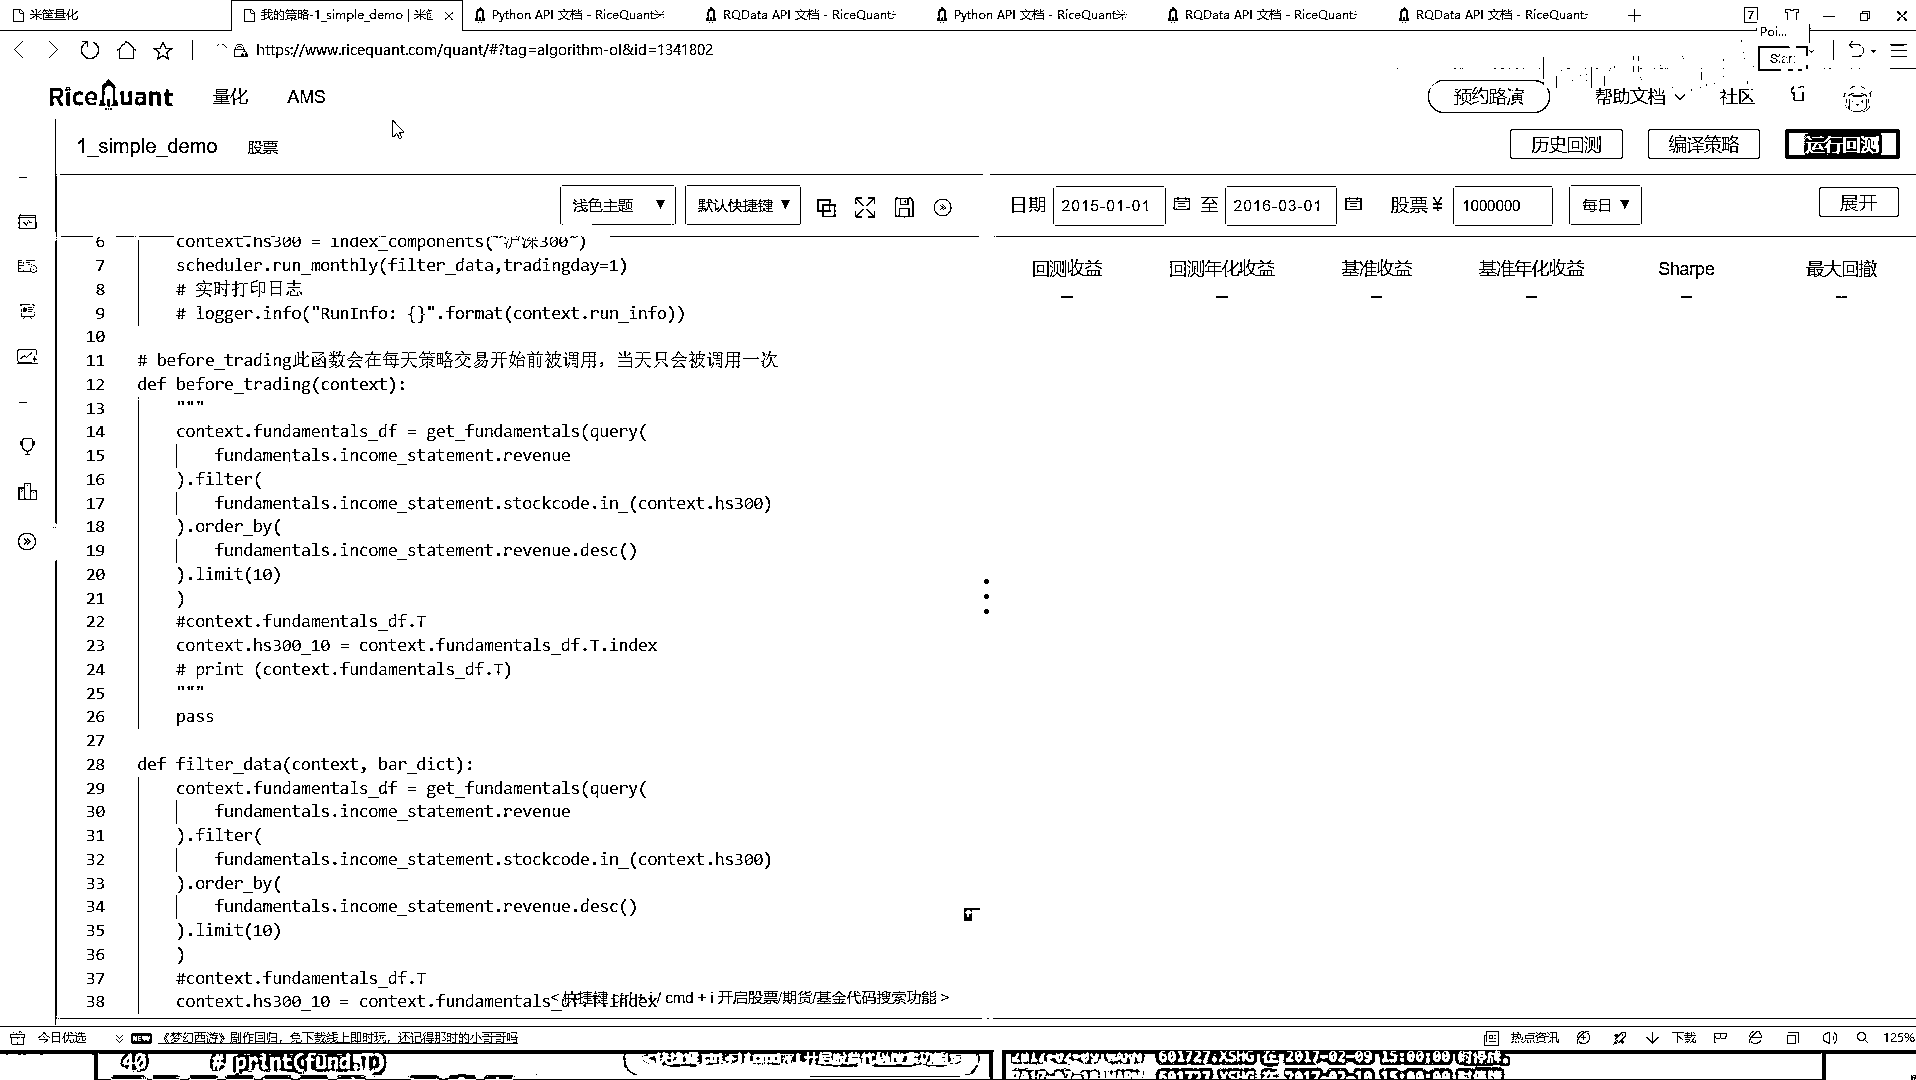 米筐量化
我的策略-1_simple_demo | 米筐
Python API 文档 - RiceQuant
RQData API 文档 - RiceQuant
Python API 文档 - RiceQuant
RQData API 文档 - RiceQuant
RQData API 文档 - RiceQuant
7
Poi...
https://www.ricequant.com/quant/#?tag=algorithm-ol&id=1341802
RiceQuant 量化 AMS
预约路演 帮助文档 社区
1_simple_demo 股票
历史回测 编译策略 运行回测
浅色主题 ▼ 默认快捷键 ▼
日期 2015-01-01 至 2016-03-01 股票 ¥ 1000000 每日 ▼ 展开
回测收益 回测年化收益 基准收益 基准年化收益 Sharpe 最大回撤
-- -- -- -- -- --
6 context.hs300 = index_components("沪深300")
7 scheduler.run_monthly(filter_data,tradingday=1)
8 # 实时打印日志
9 # logger.info("RunInfo: {}".format(context.run_info))
10
11 # before_trading此函数会在每天策略交易开始前被调用，当天只会被调用一次
12 def before_trading(context):
13 """
14 context.fundamentals_df = get_fundamentals(query(
15 fundamentals.income_statement.revenue
16 ).filter(
17 fundamentals.income_statement.stockcode.in_(context.hs300)
18 ).order_by(
19 fundamentals.income_statement.revenue.desc()
20 ).limit(10)
21 )
22 #context.fundamentals_df.T
23 context.hs300_10 = context.fundamentals_df.T.index
24 # print (context.fundamentals_df.T)
25 """
26 pass
27
28 def filter_data(context, bar_dict):
29 context.fundamentals_df = get_fundamentals(query(
30 fundamentals.income_statement.revenue
31 ).filter(
32 fundamentals.income_statement.stockcode.in_(context.hs300)
33 ).order_by(
34 fundamentals.income_statement.revenue.desc()
35 ).limit(10)
36 )
37 #context.fundamentals_df.T
38 context.hs300_10 = context.fundamentals_df.T.index
/ cmd + i 开启股票/期货/基金代码搜索功能 >
今日优选 NEW 《梦幻西游》剧作回归，免下载线上即时玩，还记得那时的小哥哥吗
热点资讯 下载 125%
40 # print(fund.ip)
601727.XSHG 在 2017-02-09 15:00:00 时停牌。
601727.XSHG 在 2017-02-10 15:00:00 时停牌。